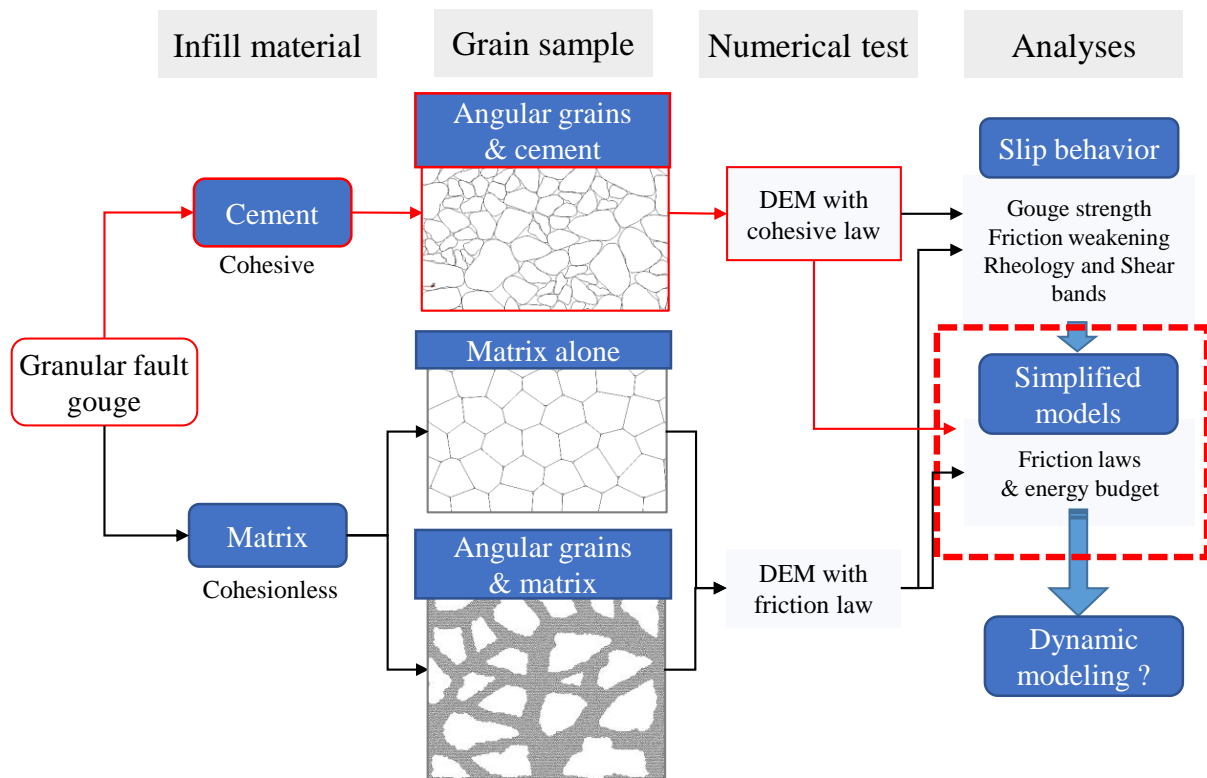 Infill material
Grain sample
Numerical test
Analyses
Angular grains
& cement
Slip behavior
Cement
Cohesive
DEM with
cohesive law
Gouge strength
Friction weakening
Rheology and Shear
bands
Granular fault
gouge
Matrix alone
Simplified
models
Friction laws
& energy budget
Matrix
Cohesionless
Angular grains
& matrix
DEM with
friction law
Dynamic
modeling ?